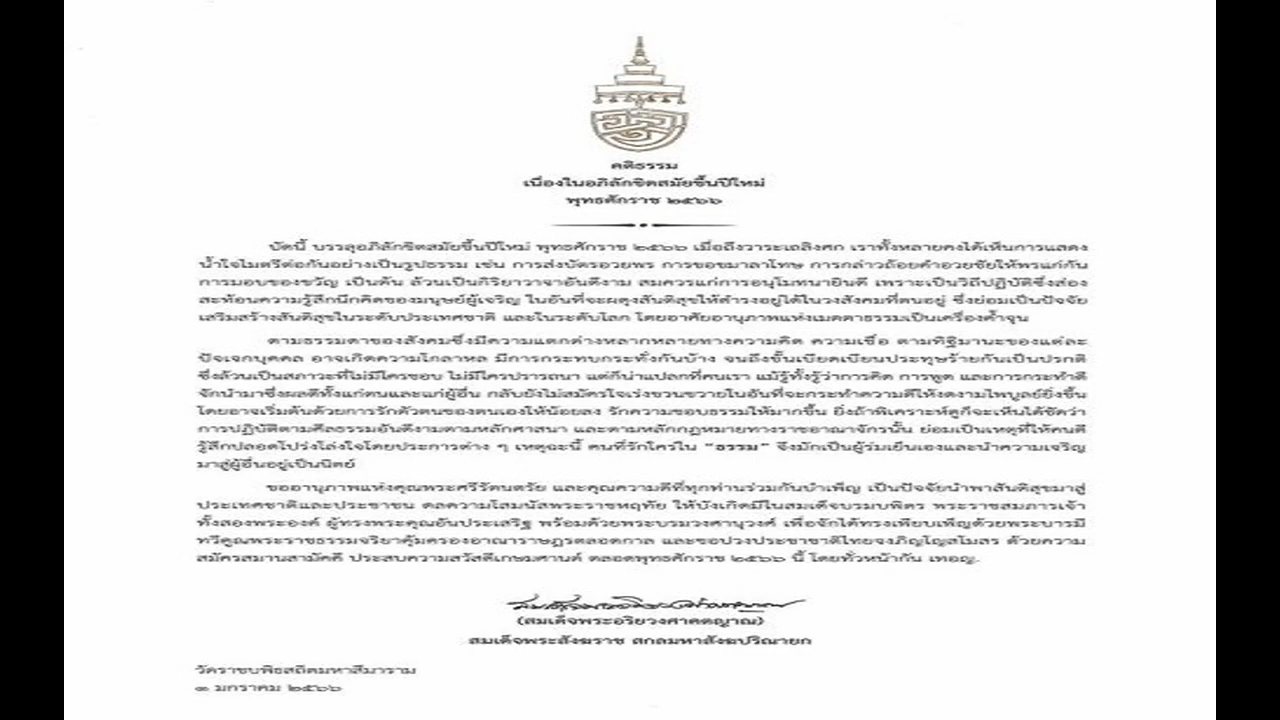 คติธรรม
เนื่องในอภิลักขิตสมัยขึ้นปีใหม่
พุทธศักราช ๒๕๖๖
บัดนี้ บรรลุอภิลักขิตสมัยขึ้นปีใหม่ พุทธศักราช ๒๕๖๖ เมื่อถึงวาระเถลิงศก เราทั้งหลายคงได้เห็นการแสดง
น้ำใจไมตรีต่อกันอย่างเป็นรูปธรรม เช่น การส่งบัตรอวยพร การขอขมาลาโทษ การกล่าวถ้อยคำอวยชัยให้พรแก่กัน
การมอบของขวัญ เป็นต้น ล้วนเป็นกิริยาวาจาอันดีงาม สมควรแก่การอนุโมทนายินดี เพราะเป็นวิถีปฏิบัติซึ่งส่อง
สะท้อนความรู้สึกนึกคิดของมนุษย์ผู้เจริญ ในอันที่จะผดุงสันติสุขให้ดำรงอยู่ได้ในวงสังคมที่ตนอยู่ ซึ่งย่อมเป็นปัจจัย
เสริมสร้างสันติสุขในระดับประเทศชาติ และในระดับโลก โดยอาศัยอานุภาพแห่งเมตตาธรรมเป็นเครื่องค้ำจุน
ตามธรรมดาของสังคมซึ่งมีความแตกต่างหลากหลายทางความคิด ความเชื่อ ตามทิฐิมานะของแต่ละ
ปัจเจกบุคคล อาจเกิดความโกลาหล มีการกระทบกระทั่งกันบ้าง จนถึงขั้นเบียดเบียนประทุษร้ายกันเป็นปรกติ
ซึ่งล้วนเป็นสภาวะที่ไม่มีใครชอบ ไม่มีใครปรารถนา แต่ก็น่าแปลกที่คนเรา แม้รู้ทั้งรู้ว่าการคิด การพูด และการกระทำดี
จักนำมาซึ่งผลดีทั้งแก่ตนและแก่ผู้อื่น กลับยังไม่สมัครใจเร่งขวนขวายในอันที่จะกระทำความดีให้งดงามไพบูลย์ยิ่งขึ้น
โดยอาจเริ่มต้นด้วยการรักตัวตนของตนเองให้น้อยลง รักความชอบธรรมให้มากขึ้น ยิ่งถ้าพิเคราะห์ดูก็จะเห็นได้ชัดว่า
การปฏิบัติตามศีลธรรมอันดีงามตามหลักศาสนา และตามหลักกฎหมายทางราชอาณาจักรนั้น ย่อมเป็นเหตุที่ให้คนดี
รู้สึกปลอดโปร่งโล่งใจโดยประการต่าง ๆ เหตุฉะนี้ คนที่รักใคร่ใน “ธรรม” จึงมักเป็นผู้ร่มเย็นเองและนำความเจริญ
มาสู่ผู้อื่นอยู่เป็นนิตย์
ขออานุภาพแห่งคุณพระศรีรัตนตรัย และคุณความดีที่ทุกท่านร่วมกันบำเพ็ญ เป็นปัจจัยนำพาสันติสุขมาสู่
ประเทศชาติและประชาชน ดลความโสมนัสพระราชหฤทัย ให้บังเกิดมีในสมเด็จบรมบพิตร พระราชสมภารเจ้า
ทั้งสองพระองค์ ผู้ทรงพระคุณอันประเสริฐ พร้อมด้วยพระบรมวงศานุวงศ์ เพื่อจักได้ทรงเพียบเพ็ญด้วยพระบารมี
ทวีคูณพระราชธรรมจริยาคุ้มครองอาณาราษฎรตลอดกาล และขอปวงประชาชาติไทยจงภิญโญสโมสร ด้วยความ
สมัครสมานสามัคคี ประสบความสวัสดีเกษมศานต์ ตลอดพุทธศักราช ๒๕๖๖ นี้ โดยทั่วหน้ากัน เทอญ.
(สมเด็จพระอริยวงศาคตญาณ)
สมเด็จพระสังฆราช สกลมหาสังฆปริณายก
วัดราชบพิธสถิตมหาสีมาราม
๑ มกราคม ๒๕๖๖